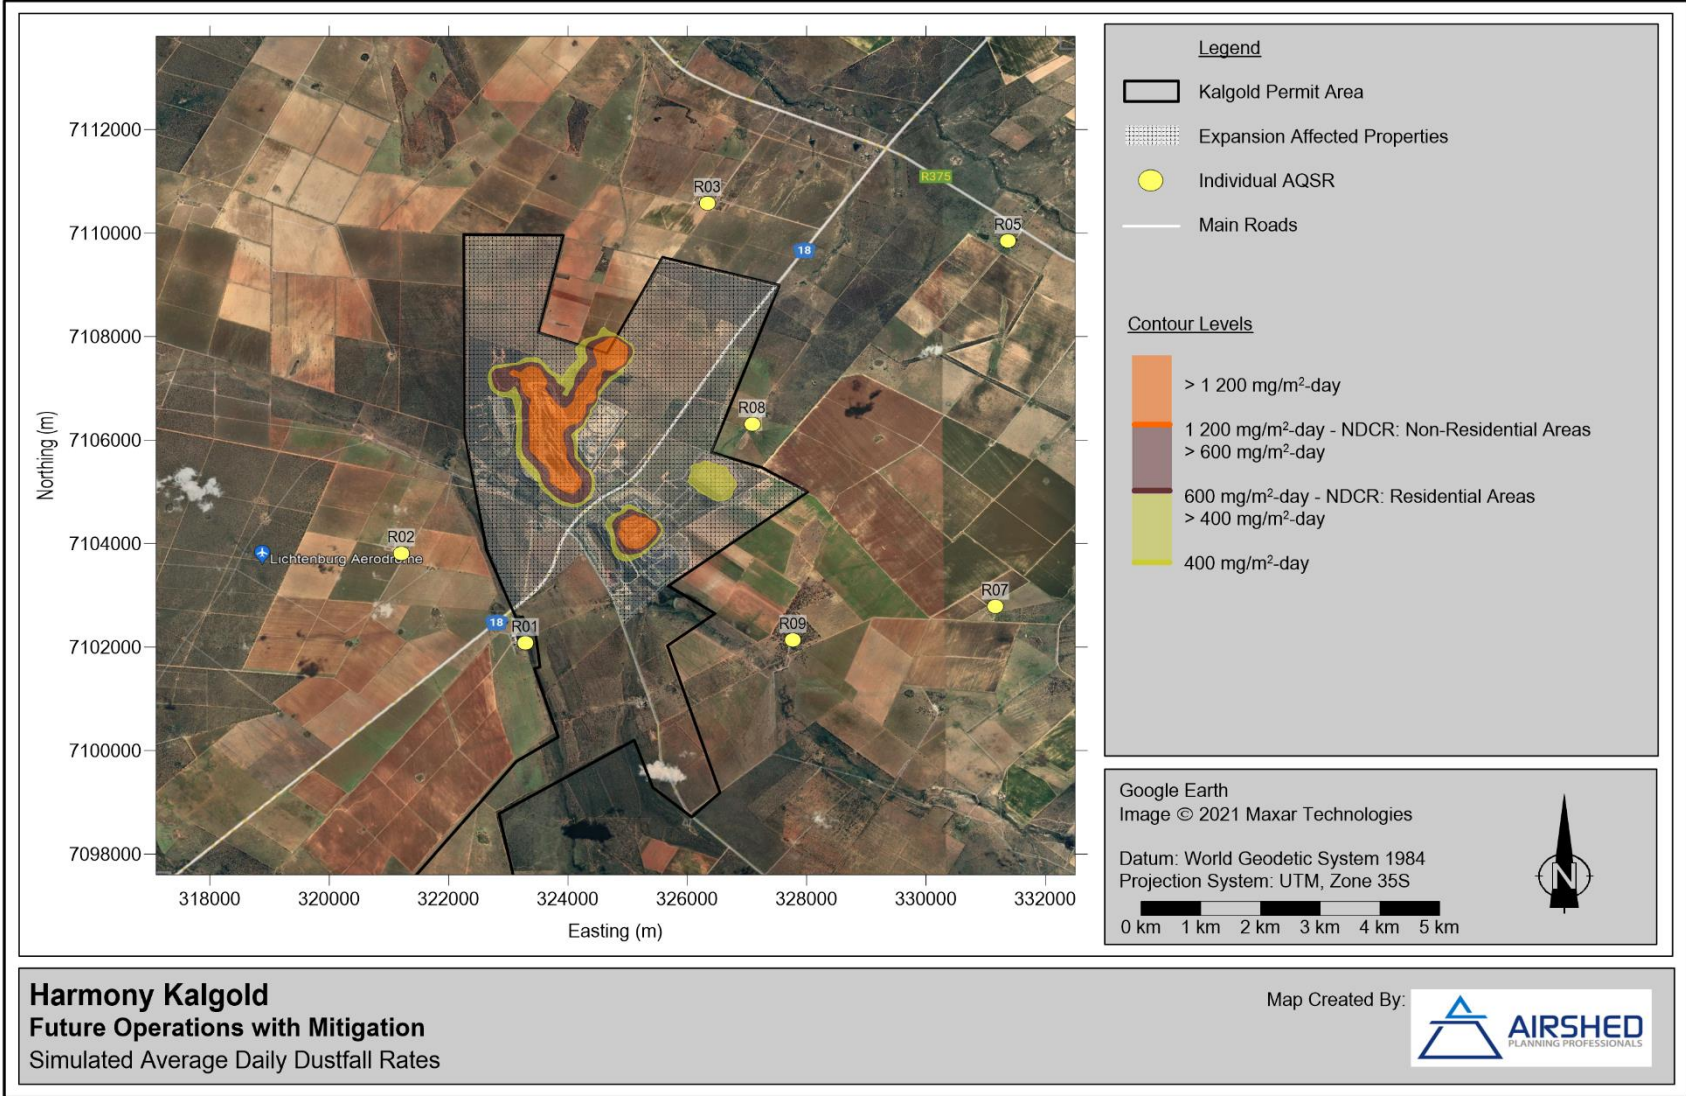 7112000
7110000
7108000
7106000
7104000
7102000
7100000
7098000
Northing (m)
318000
320000
322000
324000
326000
328000
330000
332000
Easting (m)
R03
R375
R05
18
R08
R02
Lichtenburg Aerodrome
R07
18
R01
R09
Legend
Kalgold Permit Area
Expansion Affected Properties
Individual AQSR
Main Roads
Contour Levels
> 1 200 mg/m²-day
1 200 mg/m²-day - NDCR: Non-Residential Areas
> 600 mg/m²-day
600 mg/m²-day - NDCR: Residential Areas
> 400 mg/m²-day
400 mg/m²-day
Google Earth
Image © 2021 Maxar Technologies
Datum: World Geodetic System 1984
Projection System: UTM, Zone 35S
0 km 1 km 2 km 3 km 4 km 5 km
N
Harmony Kalgold
Future Operations with Mitigation
Simulated Average Daily Dustfall Rates
Map Created By:
AIRSHED
PLANNING PROFESSIONALS